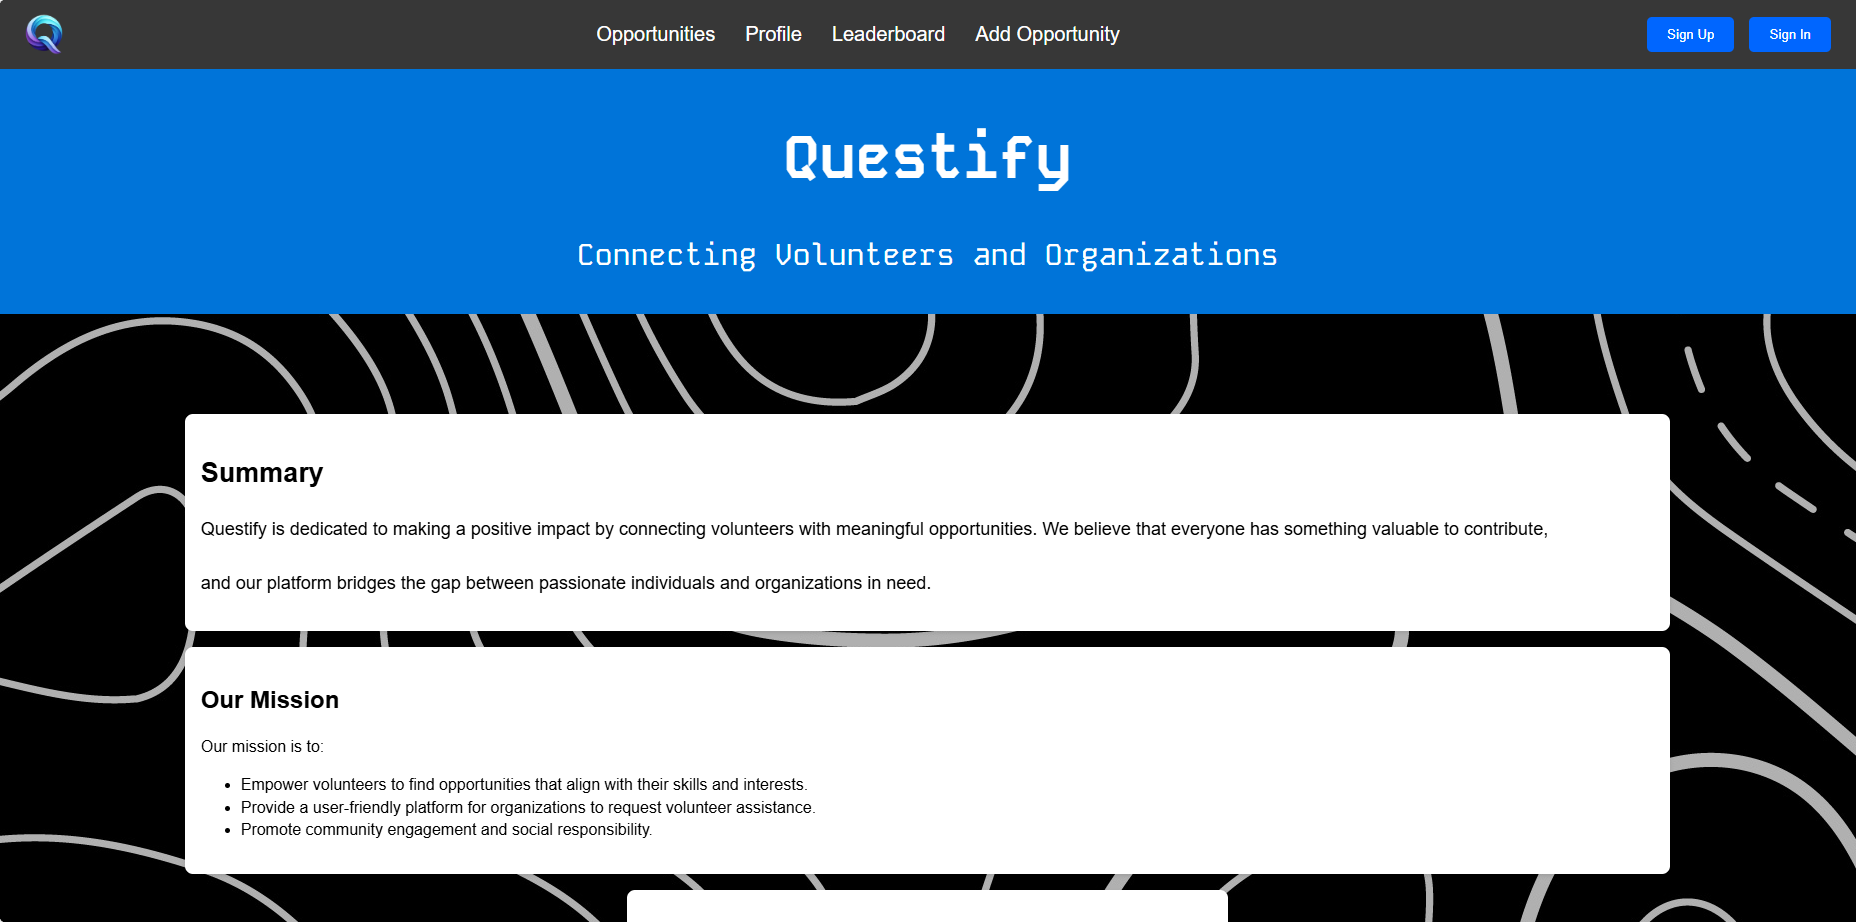 Opportunities Profile Leaderboard Add Opportunity Sign Up Sign In
Questify
Connecting Volunteers and Organizations
Summary
Questify is dedicated to making a positive impact by connecting volunteers with meaningful opportunities. We believe that everyone has something valuable to contribute,
and our platform bridges the gap between passionate individuals and organizations in need.
Our Mission
Our mission is to:
• Empower volunteers to find opportunities that align with their skills and interests.
• Provide a user-friendly platform for organizations to request volunteer assistance.
• Promote community engagement and social responsibility.